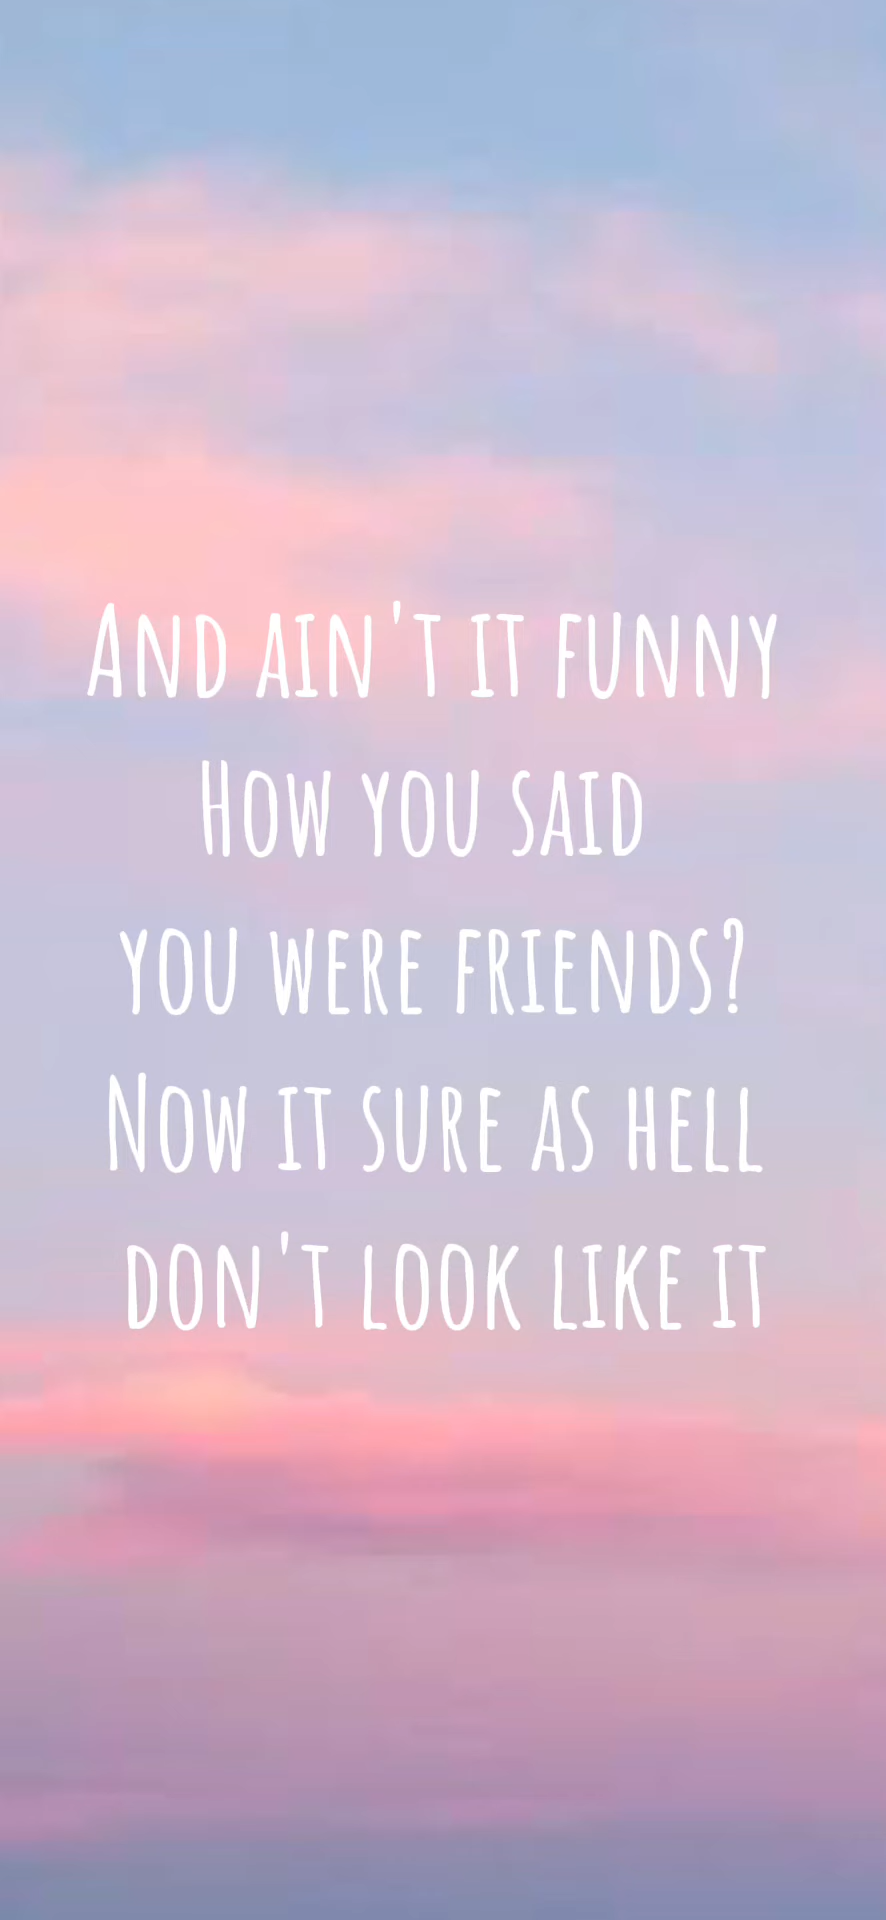 And ain't it funny
How you said
you were friends?
Now it sure as hell
don't look like it